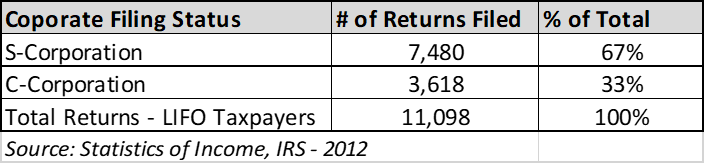 Coporate Filing Status # of Returns Filed % of Total
S-Corporation 7,480 67%
C-Corporation 3,618 33%
Total Returns - LIFO Taxpayers 11,098 100%
Source: Statistics of Income, IRS - 2012